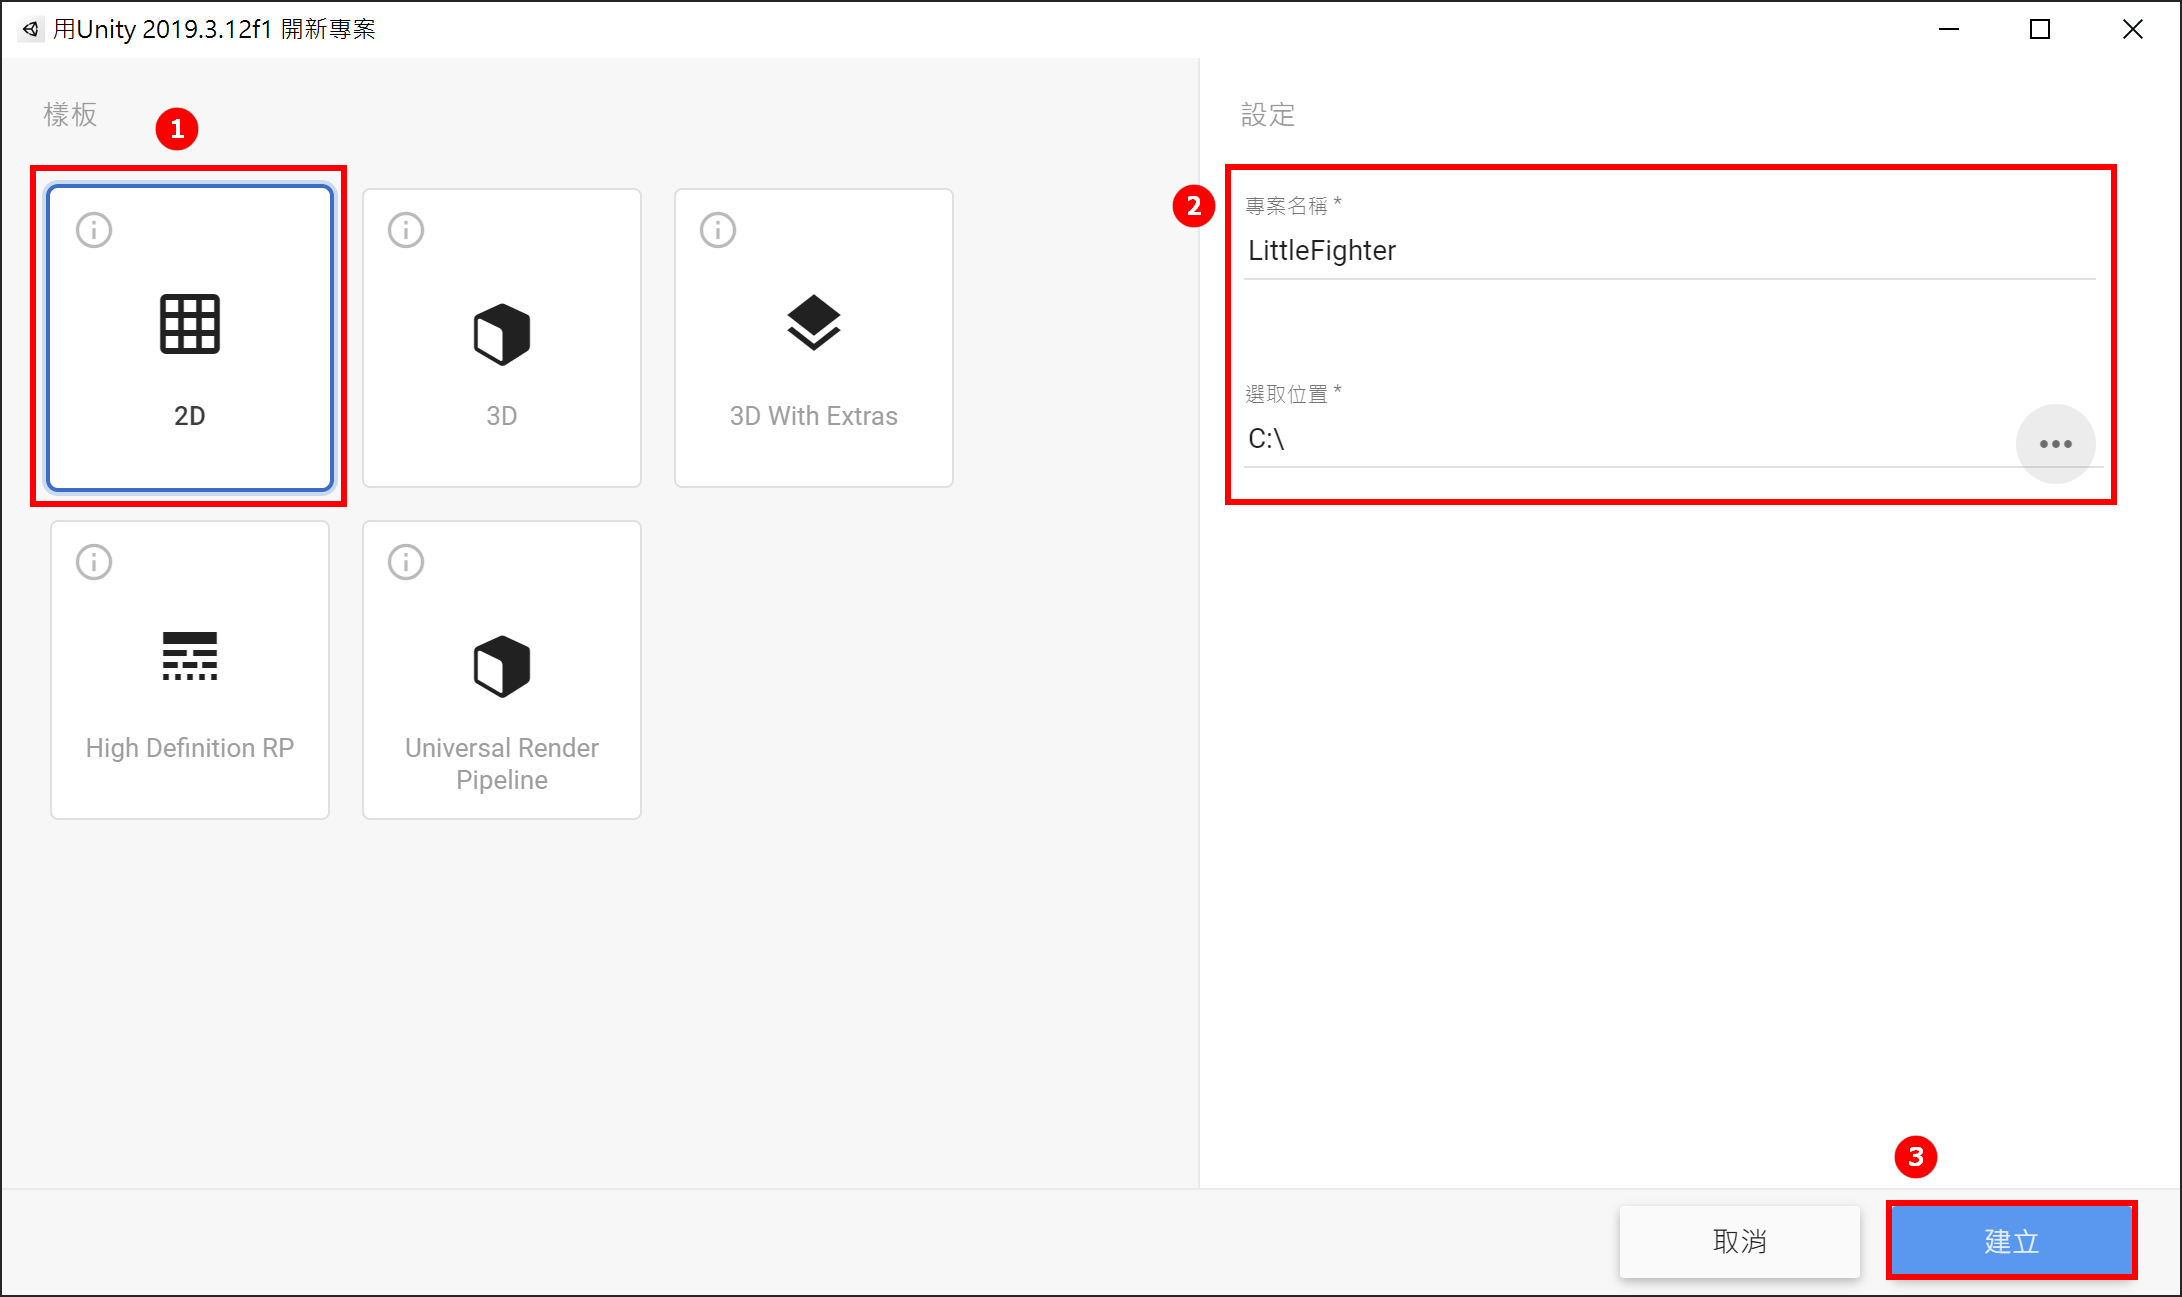 用Unity 2019.3.12f1 開新專案
樣板
1
2D
3D
3D With Extras
High Definition RP
Universal Render
Pipeline
設定
2
專案名稱 *
LittleFighter
選取位置 *
C:\
3
取消
建立